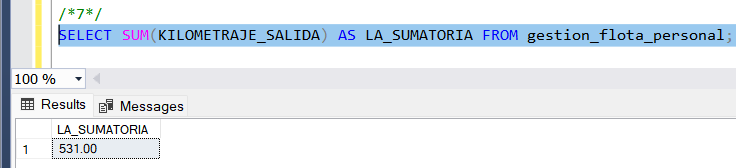 /*7*/
SELECT SUM(KILOMETRAJE_SALIDA) AS LA_SUMATORIA FROM gestion_flota_personal;
100 %
Results Messages
LA_SUMATORIA
1 531.00